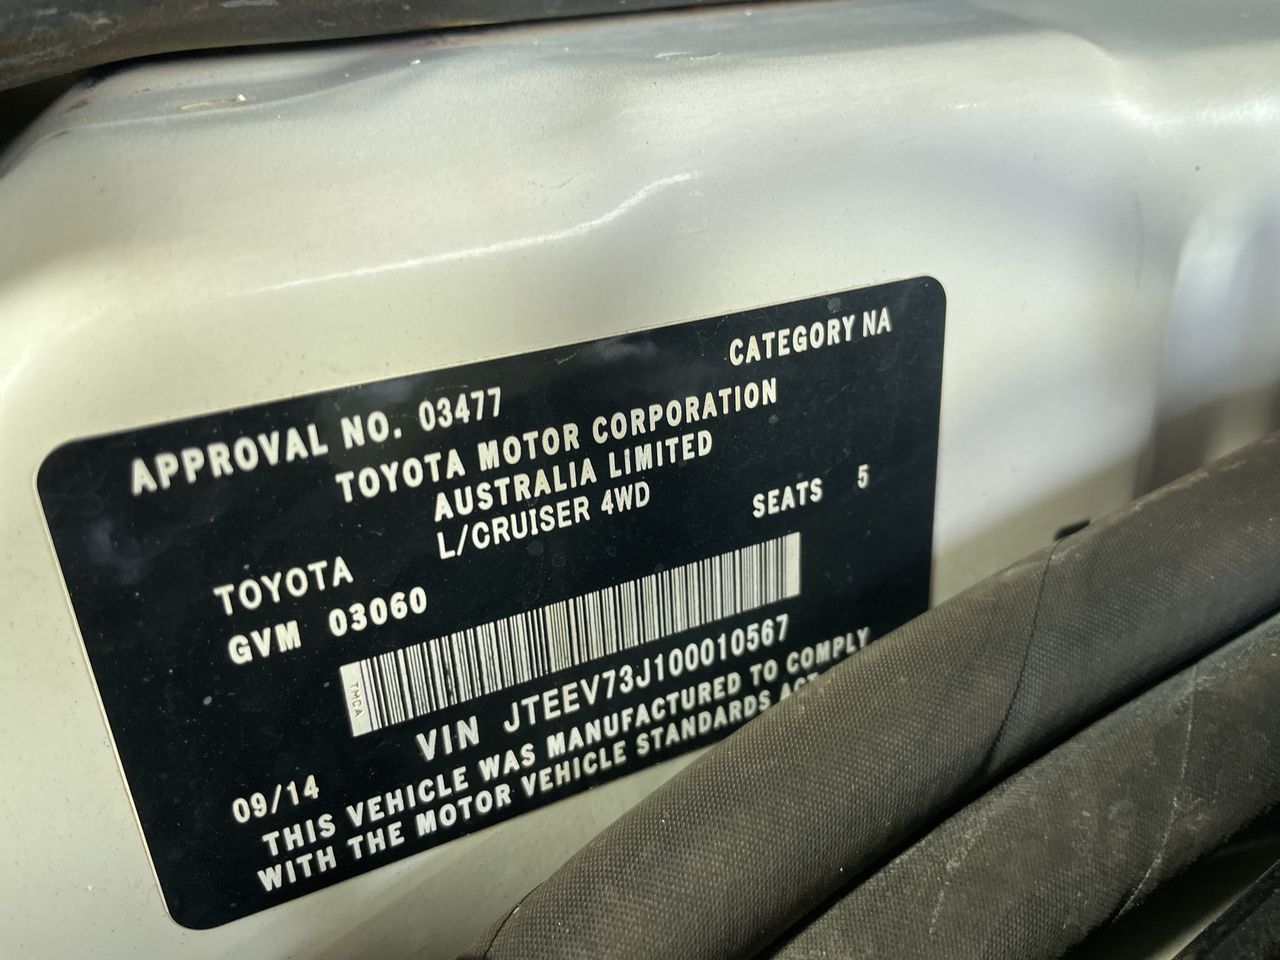 APPROVAL NO. 03477 CATEGORY NA
TOYOTA MOTOR CORPORATION
AUSTRALIA LIMITED
TOYOTA L/CRUISER 4WD SEATS 5
GVM 03060
TMCA
VIN JTEEV73J100010567
09/14
THIS VEHICLE WAS MANUFACTURED TO COMPLY
WITH THE MOTOR VEHICLE STANDARDS